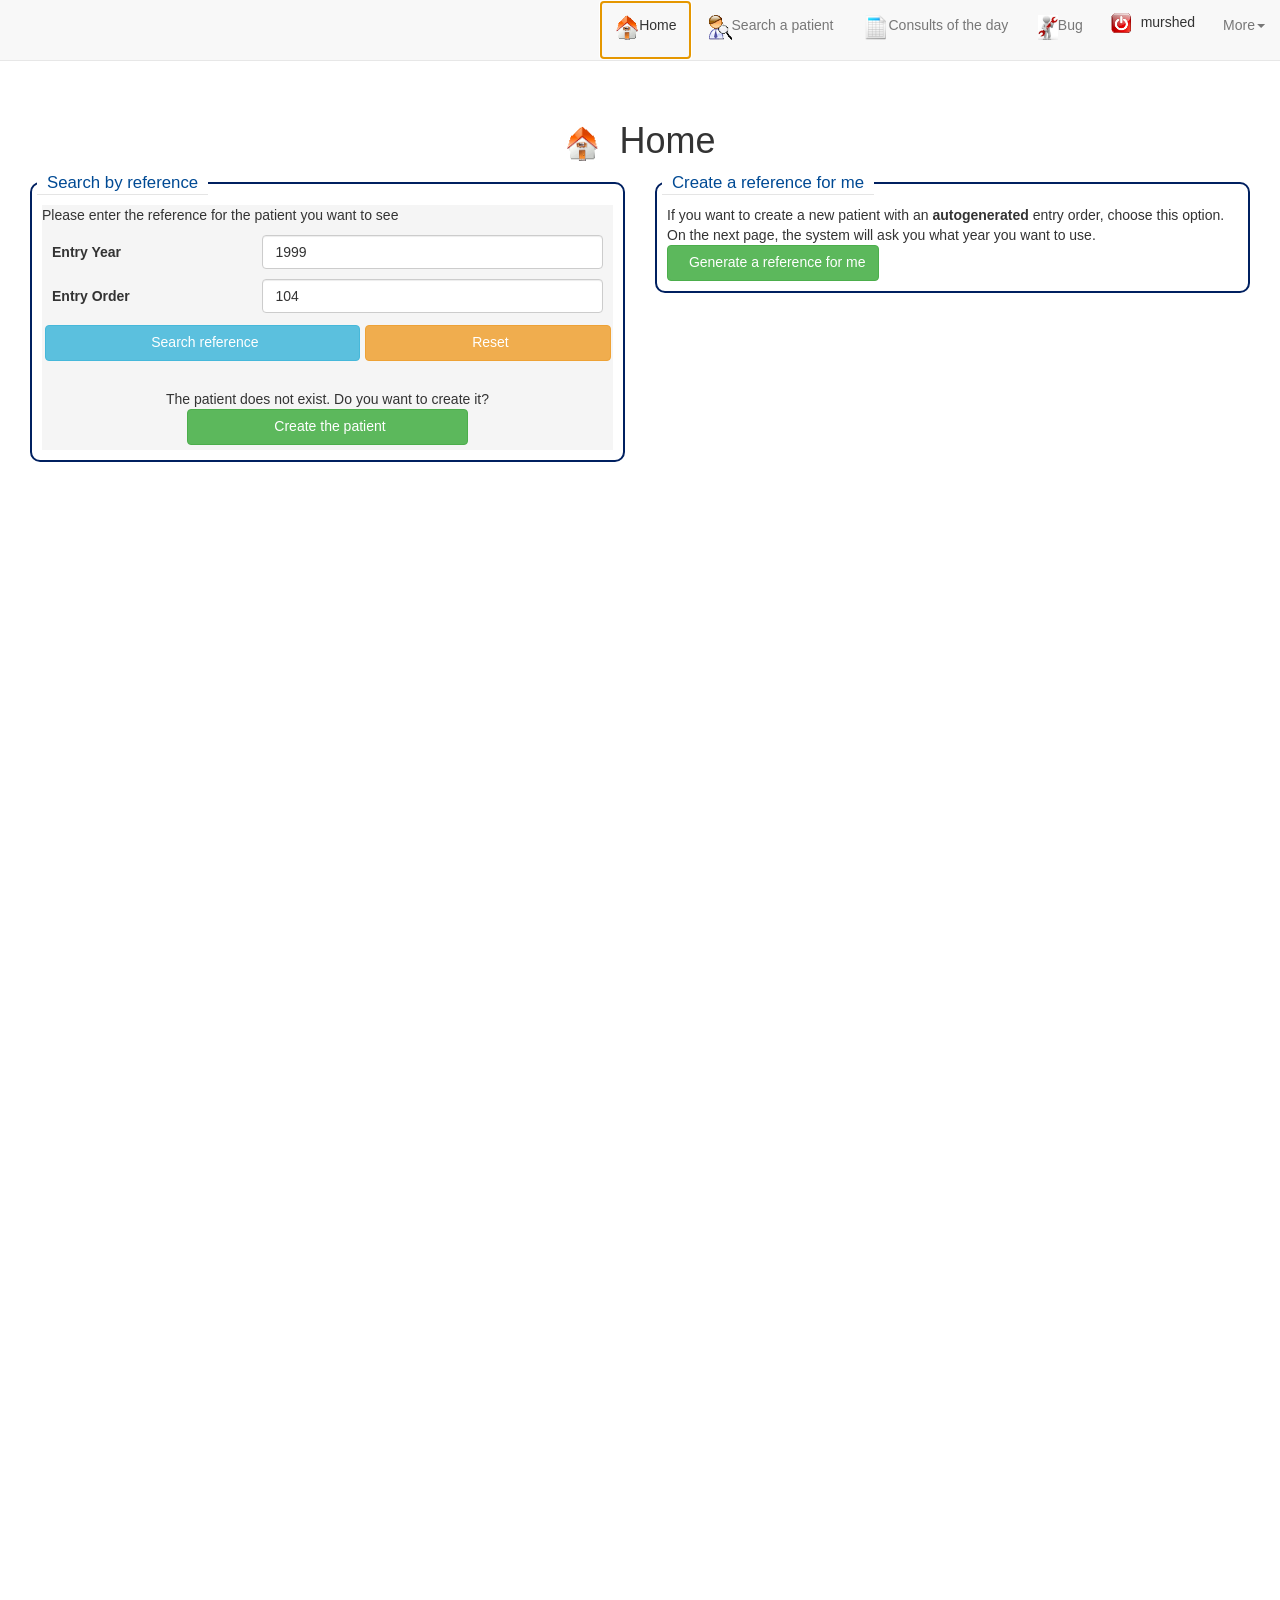 Home Search a patient Consults of the day Bug murshed More
Home
Search by reference
Please enter the reference for the patient you want to see
Entry Year 1999
Entry Order 104
Search reference Reset
The patient does not exist. Do you want to create it?
Create the patient
Create a reference for me
If you want to create a new patient with an autogenerated entry order, choose this option.
On the next page, the system will ask you what year you want to use.
Generate a reference for me